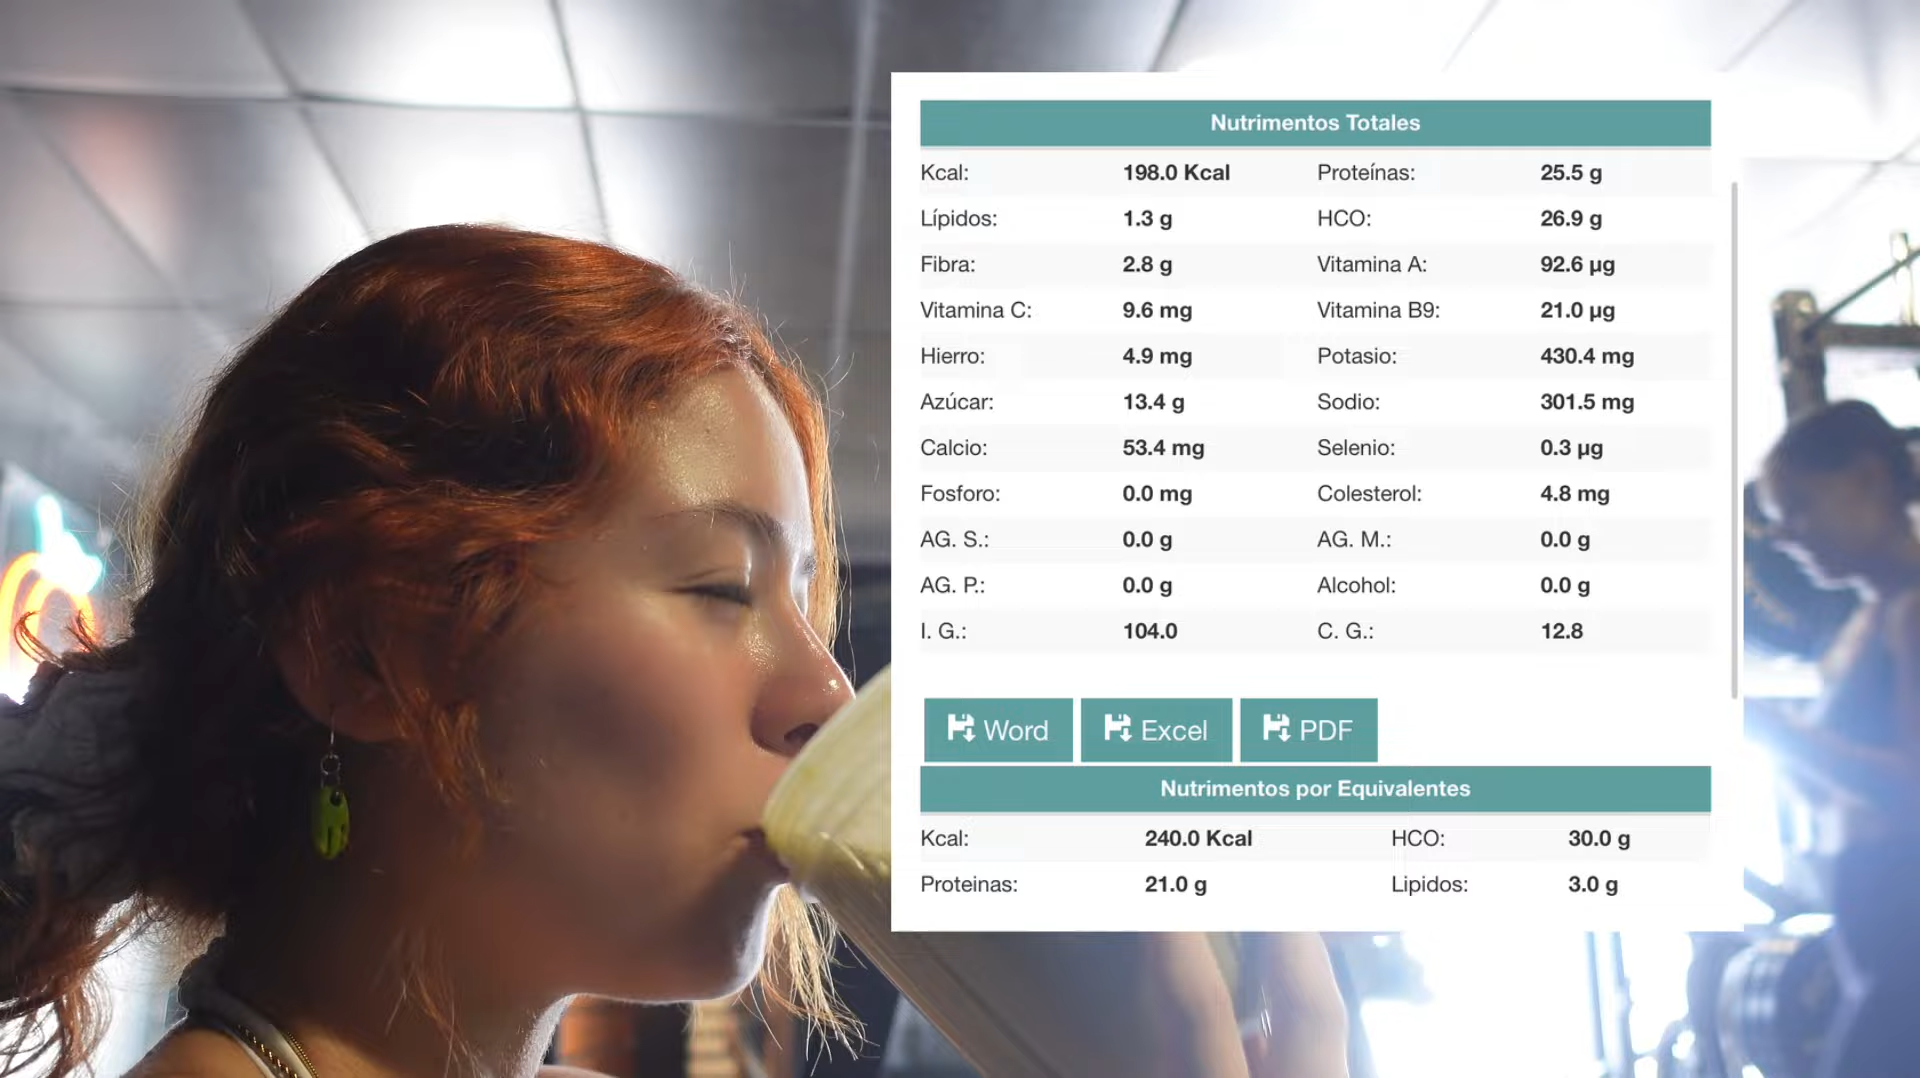 Nutrimentos Totales
Kcal: 198.0 Kcal Proteínas: 25.5 g
Lípidos: 1.3 g HCO: 26.9 g
Fibra: 2.8 g Vitamina A: 92.6 µg
Vitamina C: 9.6 mg Vitamina B9: 21.0 µg
Hierro: 4.9 mg Potasio: 430.4 mg
Azúcar: 13.4 g Sodio: 301.5 mg
Calcio: 53.4 mg Selenio: 0.3 µg
Fosforo: 0.0 mg Colesterol: 4.8 mg
AG. S.: 0.0 g AG. M.: 0.0 g
AG. P.: 0.0 g Alcohol: 0.0 g
I. G.: 104.0 C. G.: 12.8
Word Excel PDF
Nutrimentos por Equivalentes
Kcal: 240.0 Kcal HCO: 30.0 g
Proteinas: 21.0 g Lipidos: 3.0 g